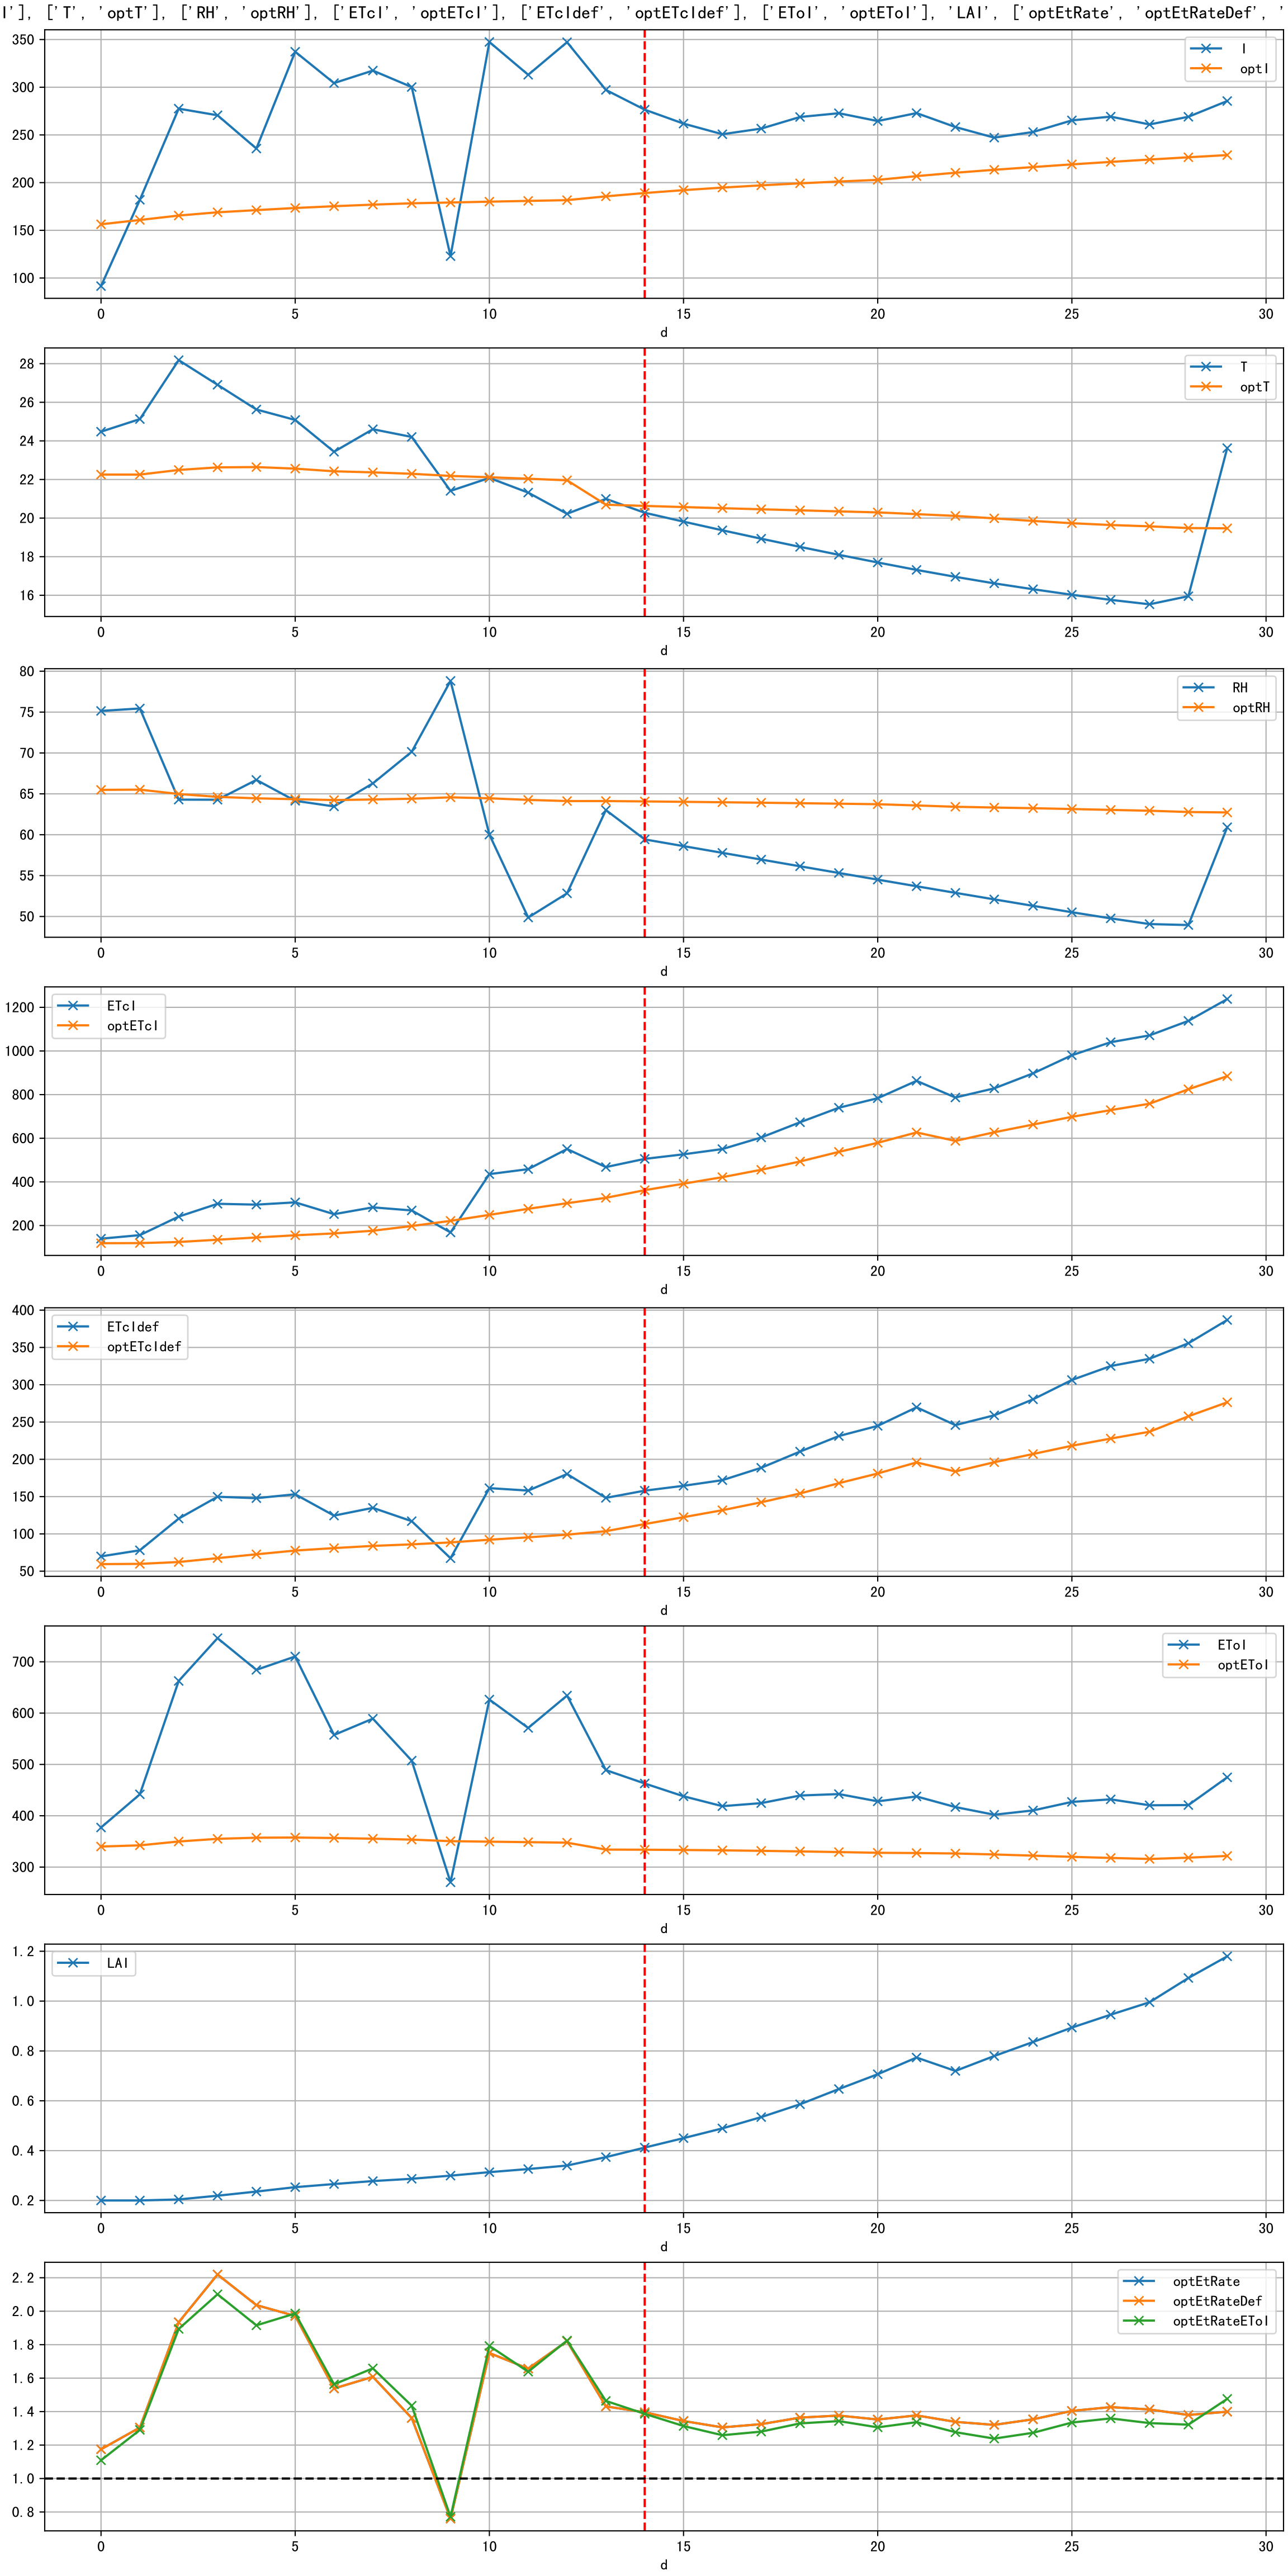 I'], ['T', 'optT'], ['RH', 'optRH'], ['ETcI', 'optETcI'], ['ETcIdef', 'optETcIdef'], ['EToI', 'optEToI'], 'LAI', ['optEtRate', 'optEtRateDef', '
350
300
250
200
150
100
I
optI
0 5 10 15 20 25 30
d
28
26
24
22
20
18
16
T
optT
0 5 10 15 20 25 30
d
80
75
70
65
60
55
50
RH
optRH
0 5 10 15 20 25 30
d
1200
1000
800
600
400
200
ETcI
optETcI
0 5 10 15 20 25 30
d
400
350
300
250
200
150
100
50
ETcIdef
optETcIdef
0 5 10 15 20 25 30
d
700
600
500
400
300
EToI
optEToI
0 5 10 15 20 25 30
d
1.2
1.0
0.8
0.6
0.4
0.2
LAI
0 5 10 15 20 25 30
d
2.2
2.0
1.8
1.6
1.4
1.2
1.0
0.8
optEtRate
optEtRateDef
optEtRateEToI
0 5 10 15 20 25 30
d